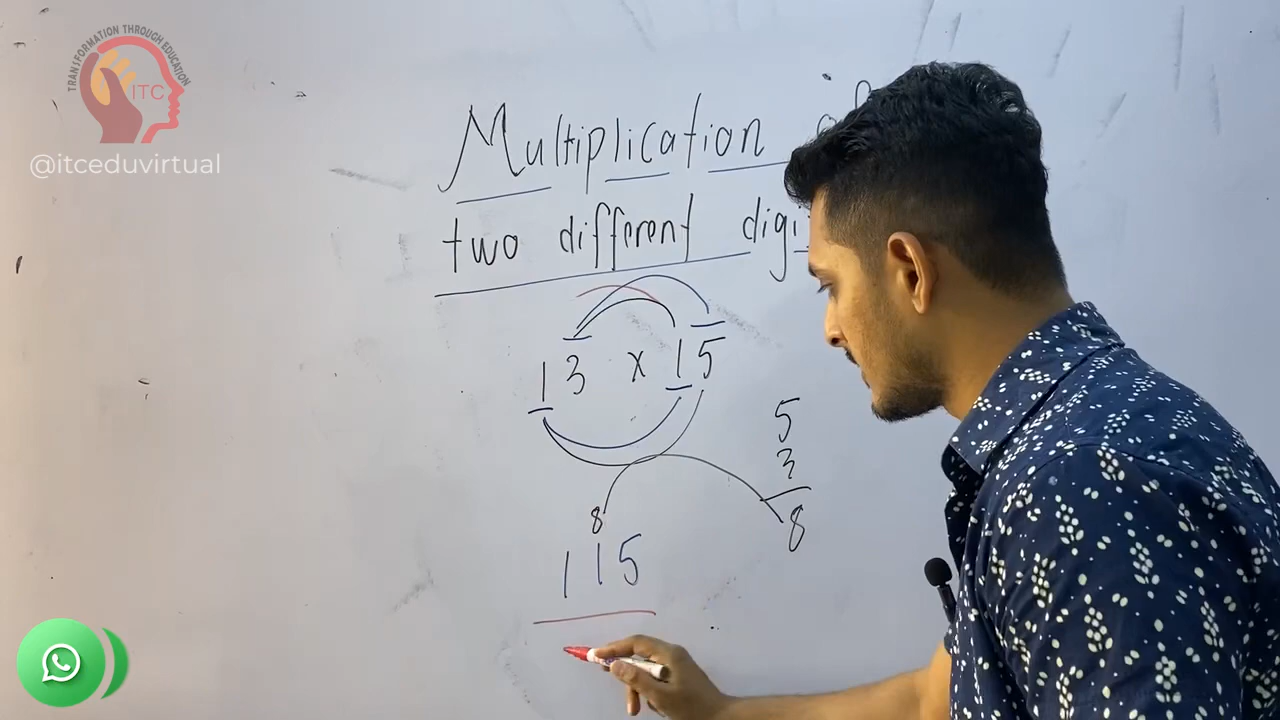 TRANSFORMATION THROUGH EDUCATION
ITC
@itceduvirtual
Multiplication
two different
13 x 15
5
3
8
8
115